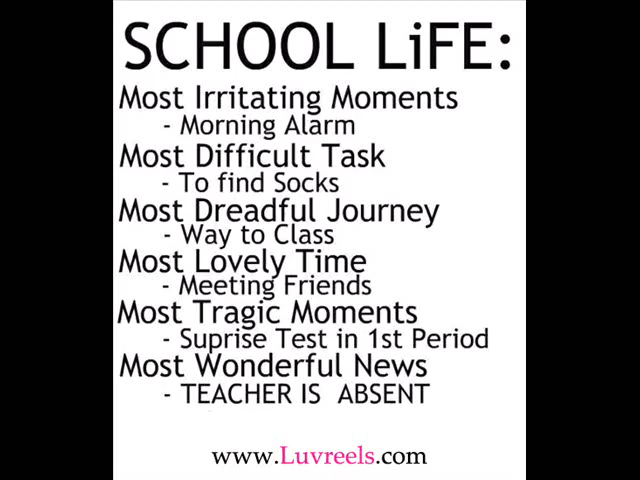 SCHOOL LiFE:
Most Irritating Moments
- Morning Alarm
Most Difficult Task
- To find Socks
Most Dreadful Journey
- Way to Class
Most Lovely Time
- Meeting Friends
Most Tragic Moments
- Suprise Test in 1st Period
Most Wonderful News
- TEACHER IS ABSENT
www.Luvreels.com